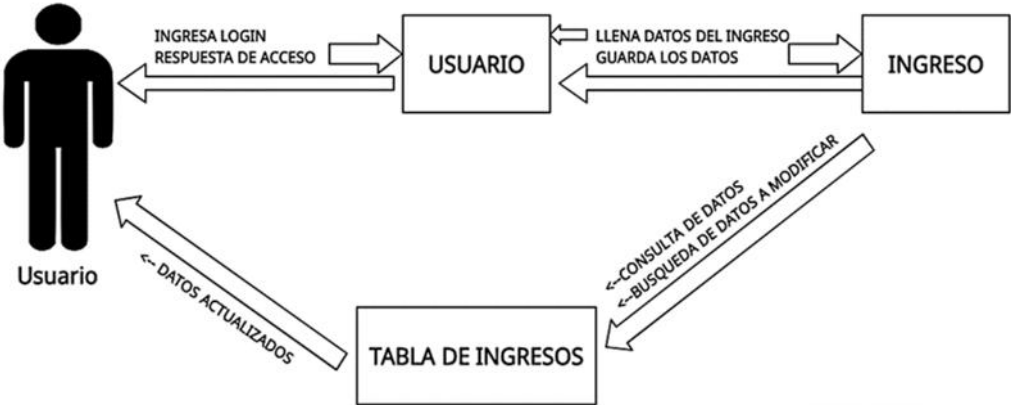 INGRESA LOGIN
RESPUESTA DE ACCESO
USUARIO
LLENA DATOS DEL INGRESO
GUARDA LOS DATOS
INGRESO
Usuario
<--CONSULTA DE DATOS
<--BUSQUEDA DE DATOS A MODIFICAR
<-- DATOS ACTUALIZADOS
TABLA DE INGRESOS